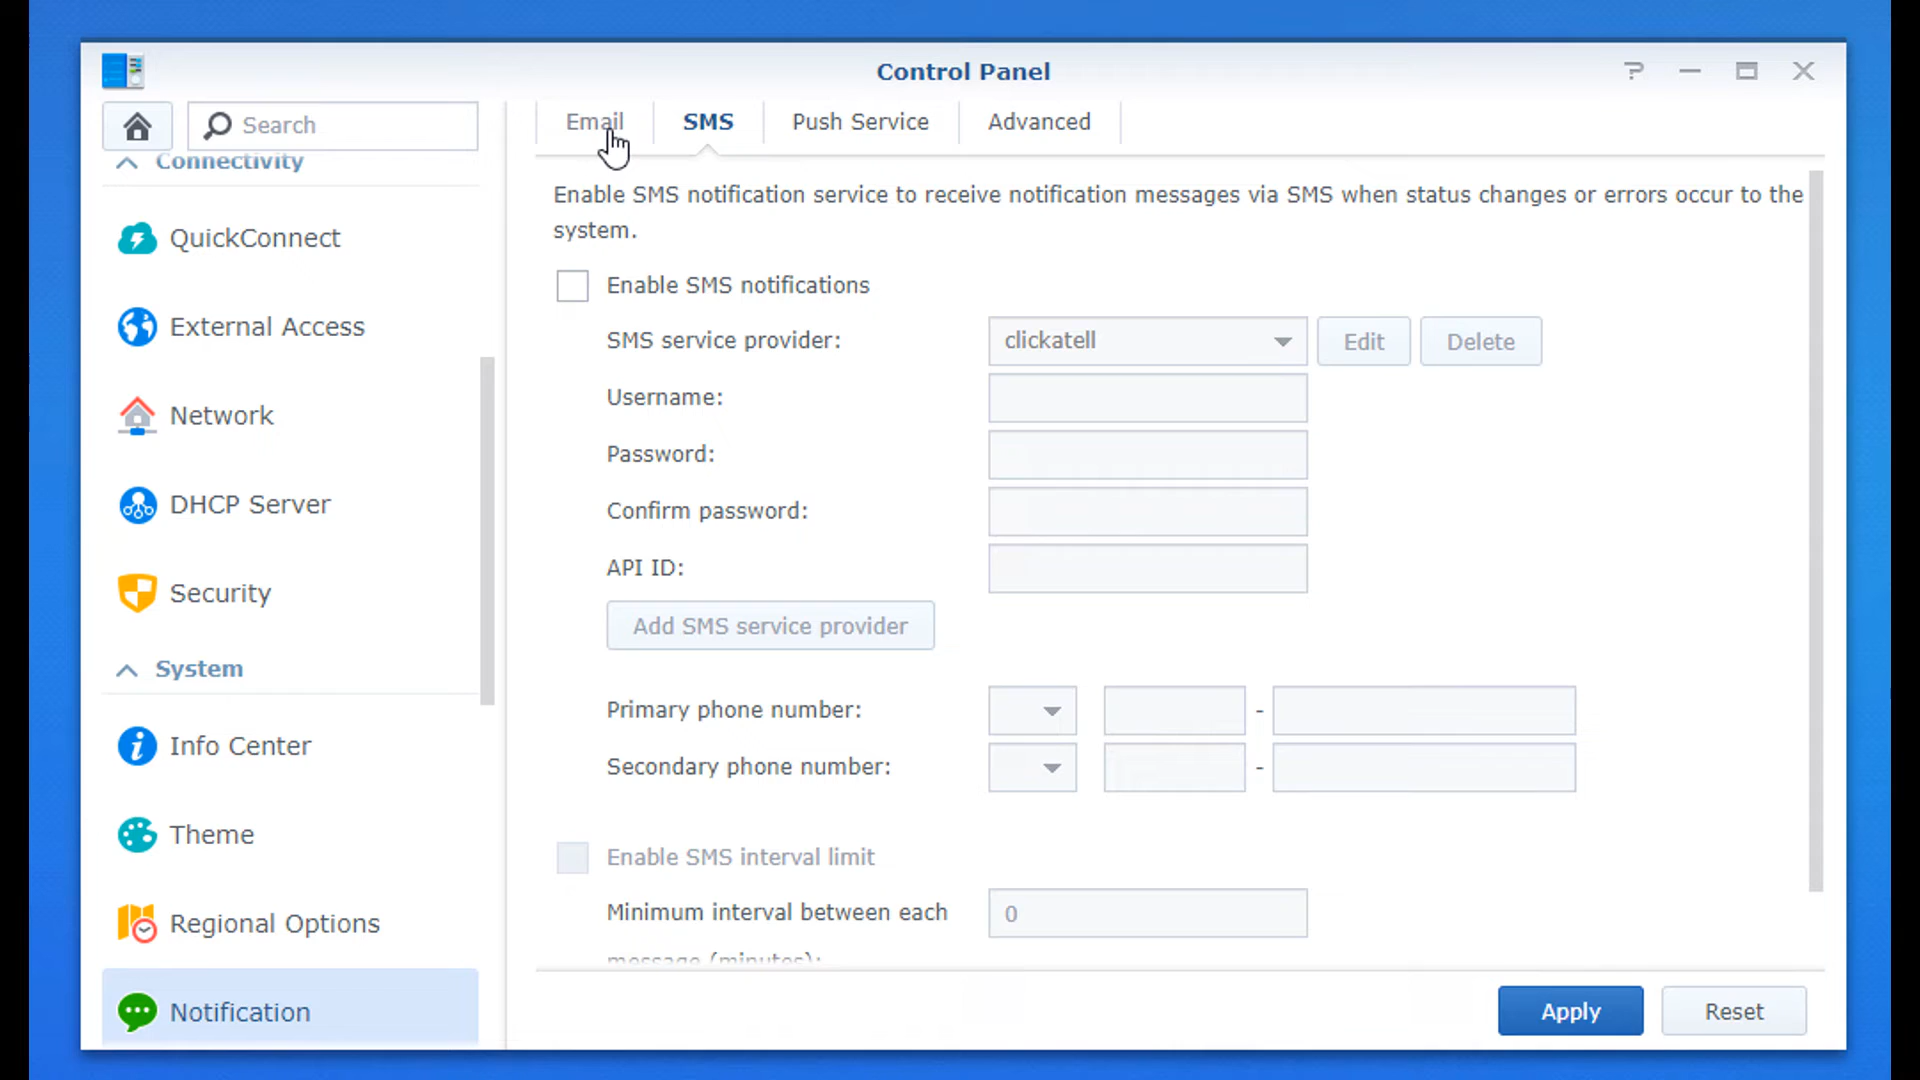 Control Panel
Search
Connectivity
QuickConnect
External Access
Network
DHCP Server
Security
System
Info Center
Theme
Regional Options
Notification
Email
SMS
Push Service
Advanced
Enable SMS notification service to receive notification messages via SMS when status changes or errors occur to the
system.
Enable SMS notifications
SMS service provider:
clickatell
Edit
Delete
Username:
Password:
Confirm password:
API ID:
Add SMS service provider
Primary phone number:
-
Secondary phone number:
-
Enable SMS interval limit
Minimum interval between each
0
message (minutes):
Apply
Reset